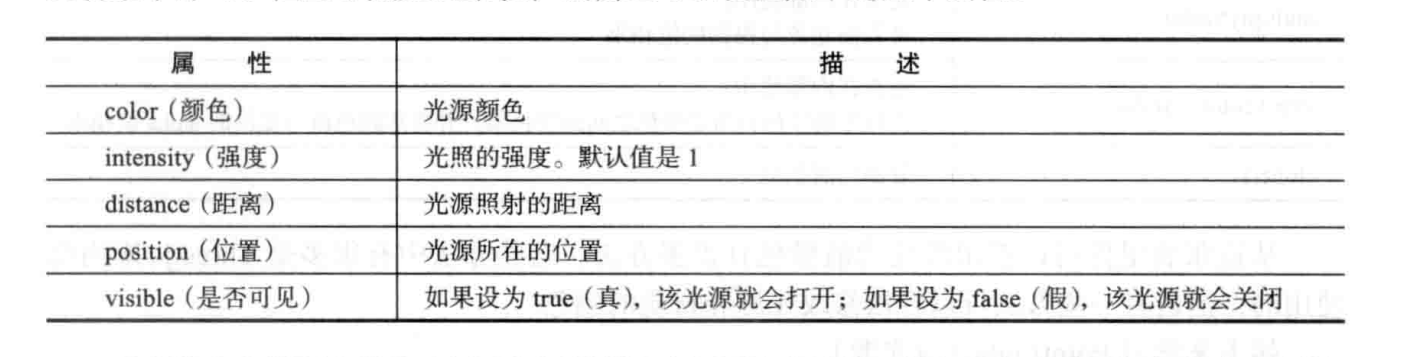 属 性 描 述
color（颜色） 光源颜色
intensity（强度） 光照的强度。默认值是 1
distance（距离） 光源照射的距离
position（位置） 光源所在的位置
visible（是否可见） 如果设为 true（真），该光源就会打开；如果设为 false（假），该光源就会关闭